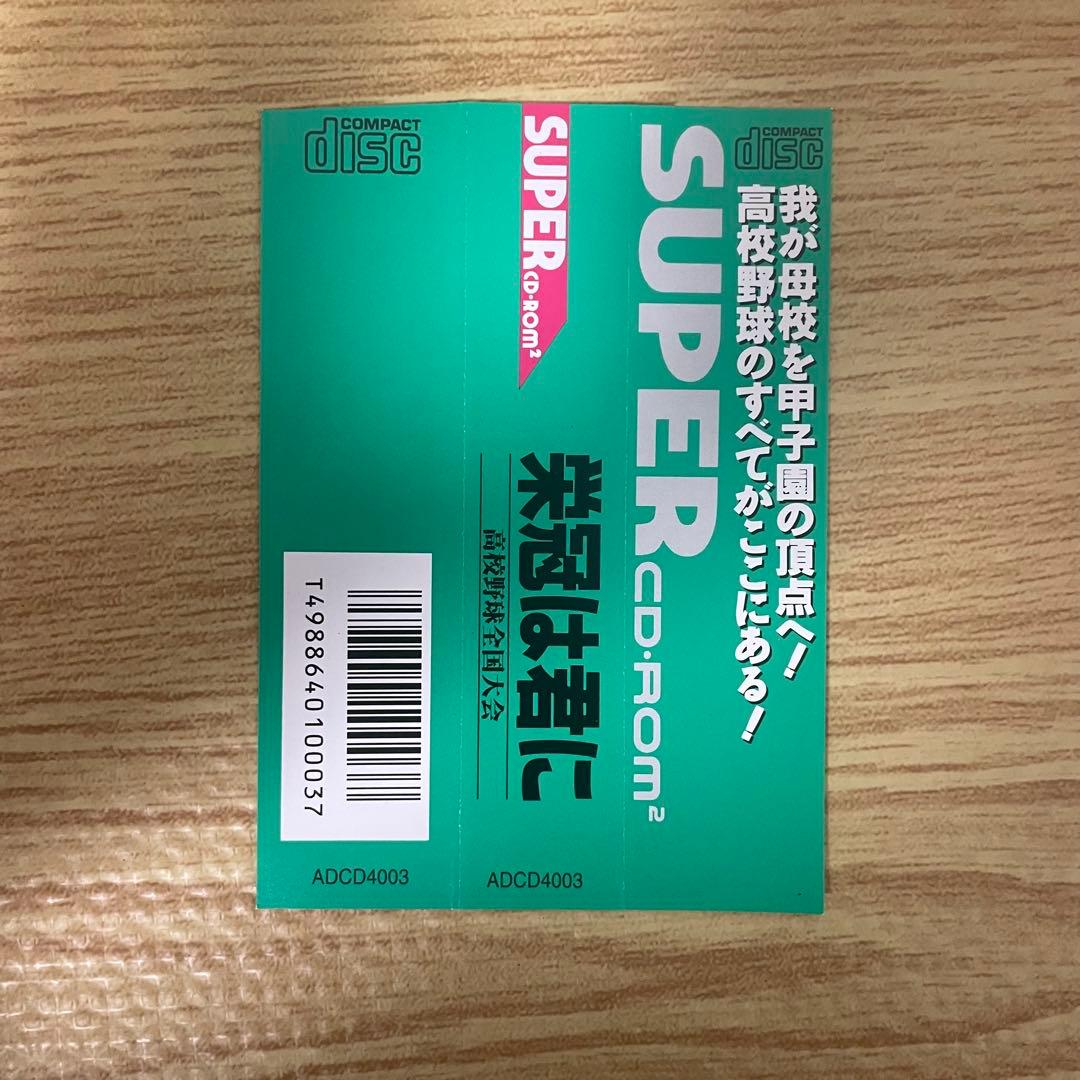 COMPACT
disc
我が母校を甲子園の頂点へ!
高校野球のすべてがここにある!
SUPER CD・ROM²
SUPER CD・ROM²
栄冠は君に
高校野球全国大会
ADCD4003
COMPACT
disc
T4988640100037
ADCD4003